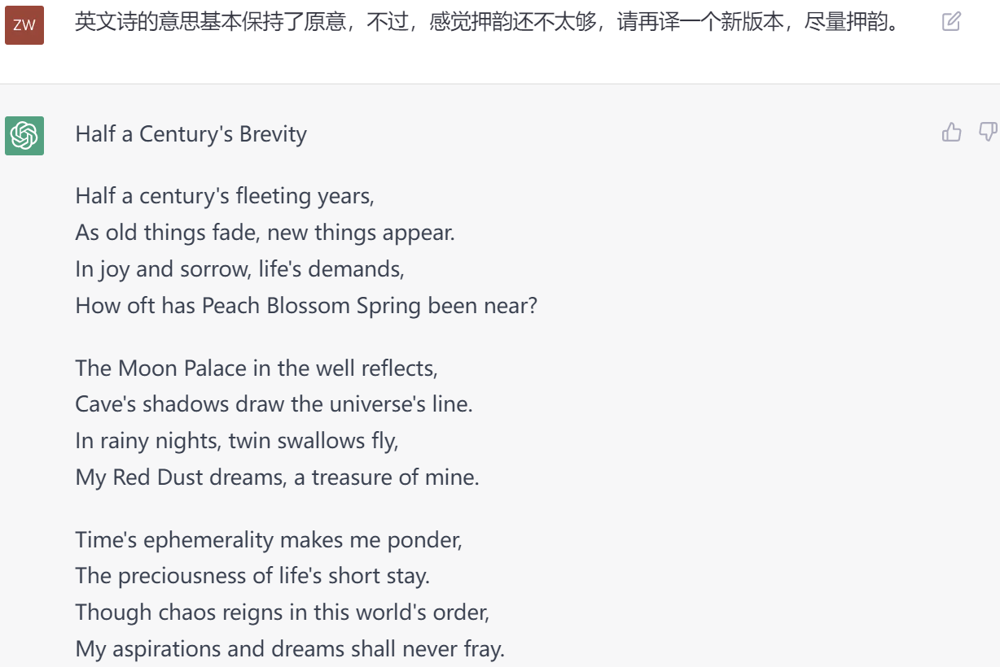 ZW
英文诗的意思基本保持了原意，不过，感觉押韵还不太够，请再译一个新版本，尽量押韵。
Half a Century's Brevity
Half a century's fleeting years,
As old things fade, new things appear.
In joy and sorrow, life's demands,
How oft has Peach Blossom Spring been near?
The Moon Palace in the well reflects,
Cave's shadows draw the universe's line.
In rainy nights, twin swallows fly,
My Red Dust dreams, a treasure of mine.
Time's ephemerality makes me ponder,
The preciousness of life's short stay.
Though chaos reigns in this world's order,
My aspirations and dreams shall never fray.